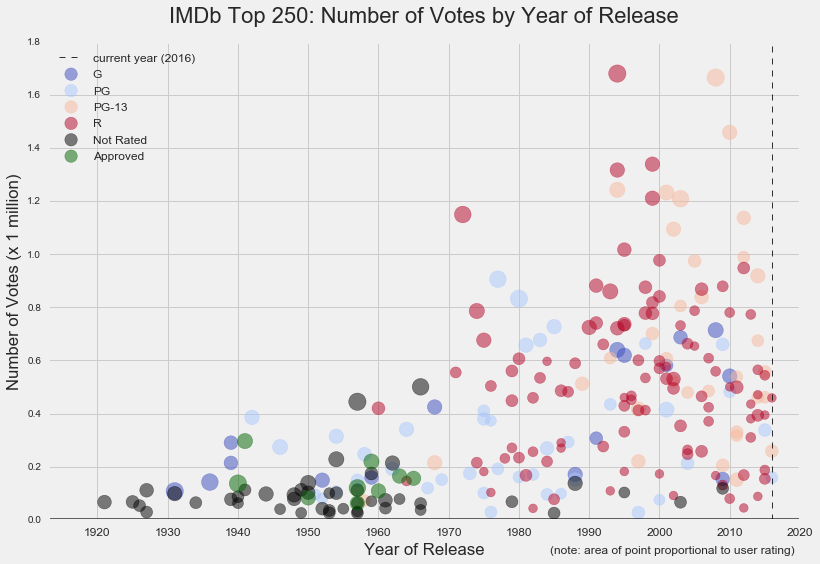 IMDb Top 250: Number of Votes by Year of Release
1.8
1.6
1.4
1.2
1.0
0.8
0.6
0.4
0.2
0.0
Number of Votes (x 1 million)
current year (2016)
G
PG
PG-13
R
Not Rated
Approved
1920 1930 1940 1950 1960 1970 1980 1990 2000 2010 2020
Year of Release
(note: area of point proportional to user rating)